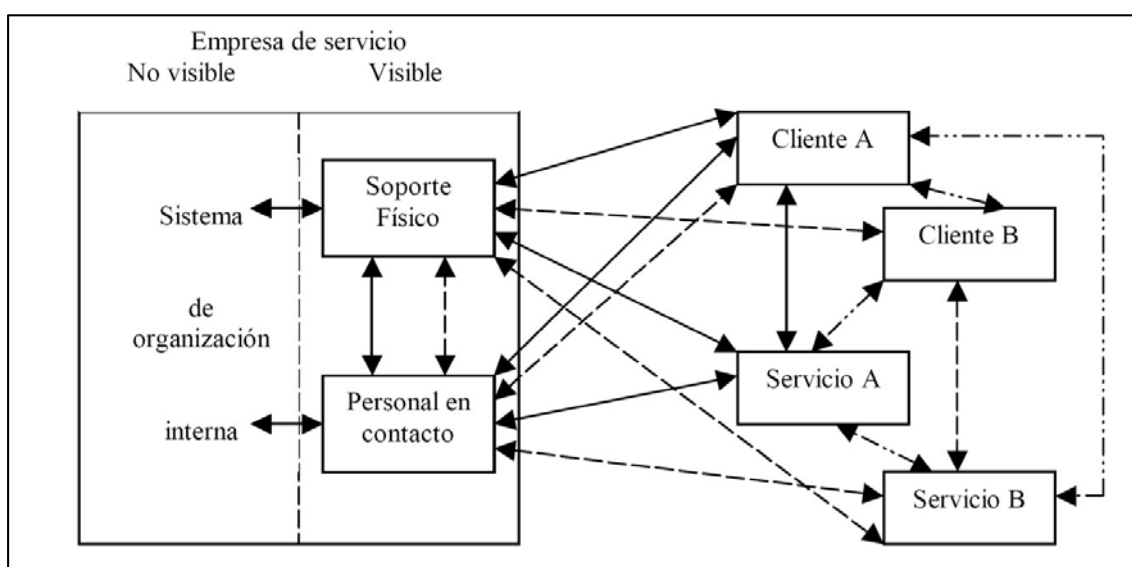 Empresa de servicio
No visible
Visible
Soporte
Físico
Sistema
de
organización
Personal en
contacto
interna
Cliente A
Cliente B
Servicio A
Servicio B